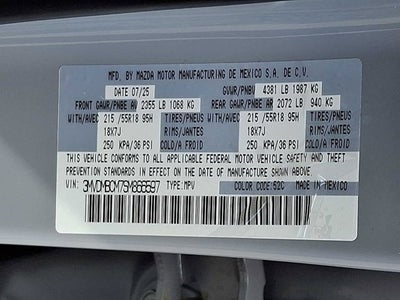 MFD. BY MAZDA MOTOR MANUFACTURING DE MEXICO S.A. DE C.V.
DATE 07/25 GVWR/PNBV 4381 LB 1987 KG
FRONT GAWR/PNBE AV 2355 LB 1068 KG REAR GAWR/PNBE AR 2072 LB 940 KG
WITH/AVEC 215/55R18 95H TIRES/PNEUS WITH/AVEC 215/55R18 95H TIRES/PNEUS
18X7J RIMS/JANTES 18X7J RIMS/JANTES
250 KPA/36 PSI COLD/A FROID 250 KPA/36 PSI COLD/A FROID
THIS VEHICLE CONFORMS TO ALL APPLICABLE FEDERAL MOTOR VEHICLE SAFETY AND THEFT
PREVENTION STANDARDS IN EFFECT ON THE DATE OF MANUFACTURE SHOWN ABOVE.
VIN: TYPE:MPV EXT.COLOR CODE:52C MADE IN MEXICO